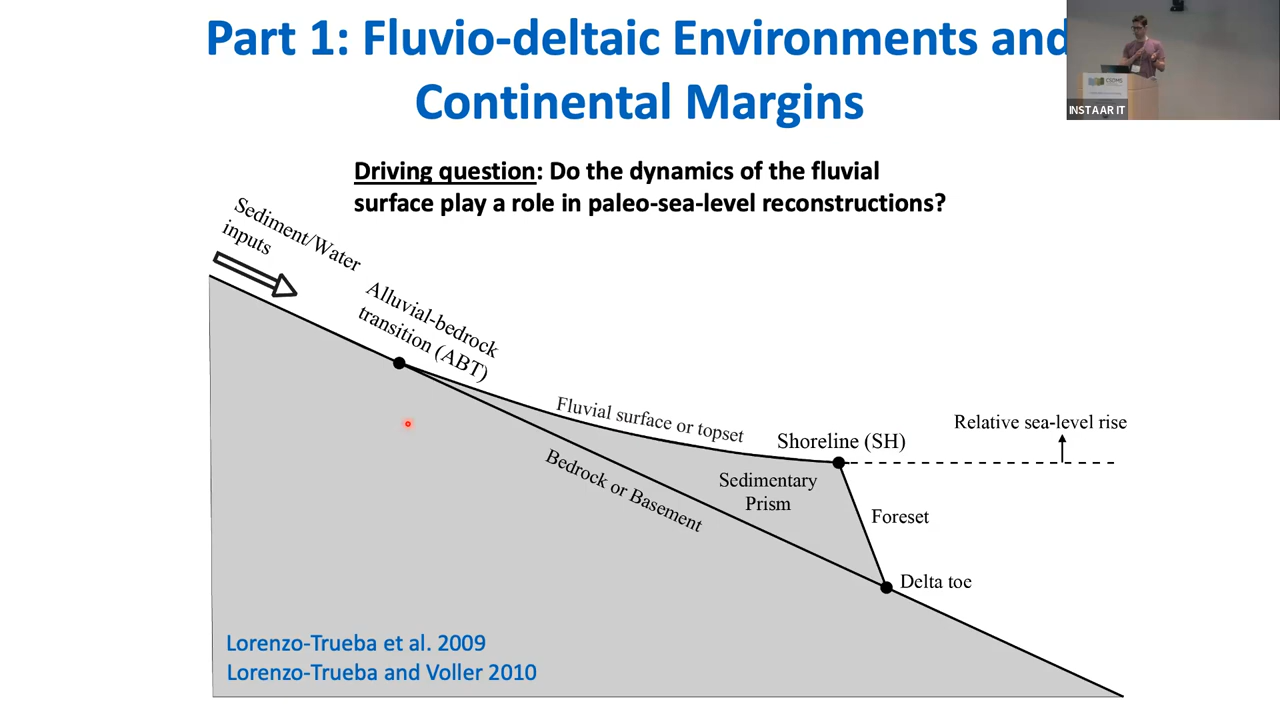 Part 1: Fluvio-deltaic Environments and
Continental Margins
CSDMS
INSTAAR IT
Driving question: Do the dynamics of the fluvial
surface play a role in paleo-sea-level reconstructions?
Sediment/Water
inputs
Alluvial-bedrock
transition (ABT)
Fluvial surface or topset
Shoreline (SH)
Relative sea-level rise
Bedrock or Basement
Sedimentary
Prism
Foreset
Delta toe
Lorenzo-Trueba et al. 2009
Lorenzo-Trueba and Voller 2010